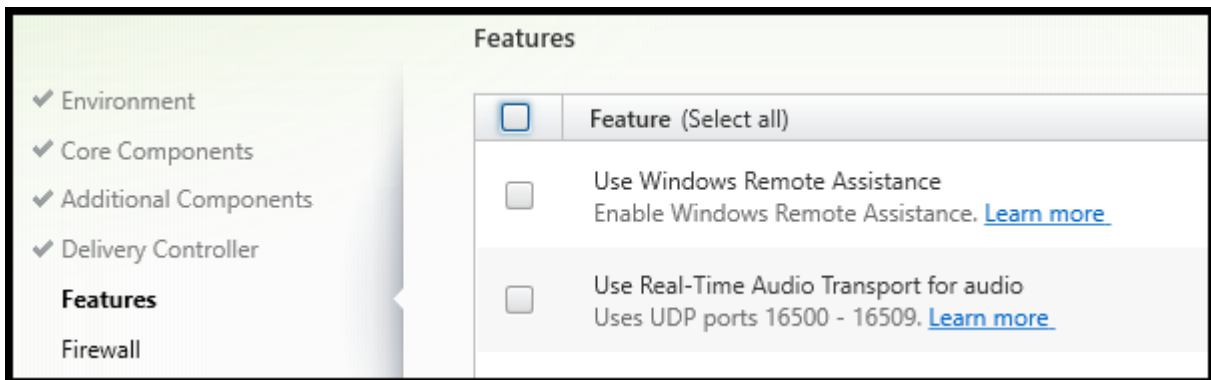 Features
Environment
Core Components
Additional Components
Delivery Controller
Features
Firewall
Feature (Select all)
Use Windows Remote Assistance
Enable Windows Remote Assistance. Learn more
Use Real-Time Audio Transport for audio
Uses UDP ports 16500 - 16509. Learn more